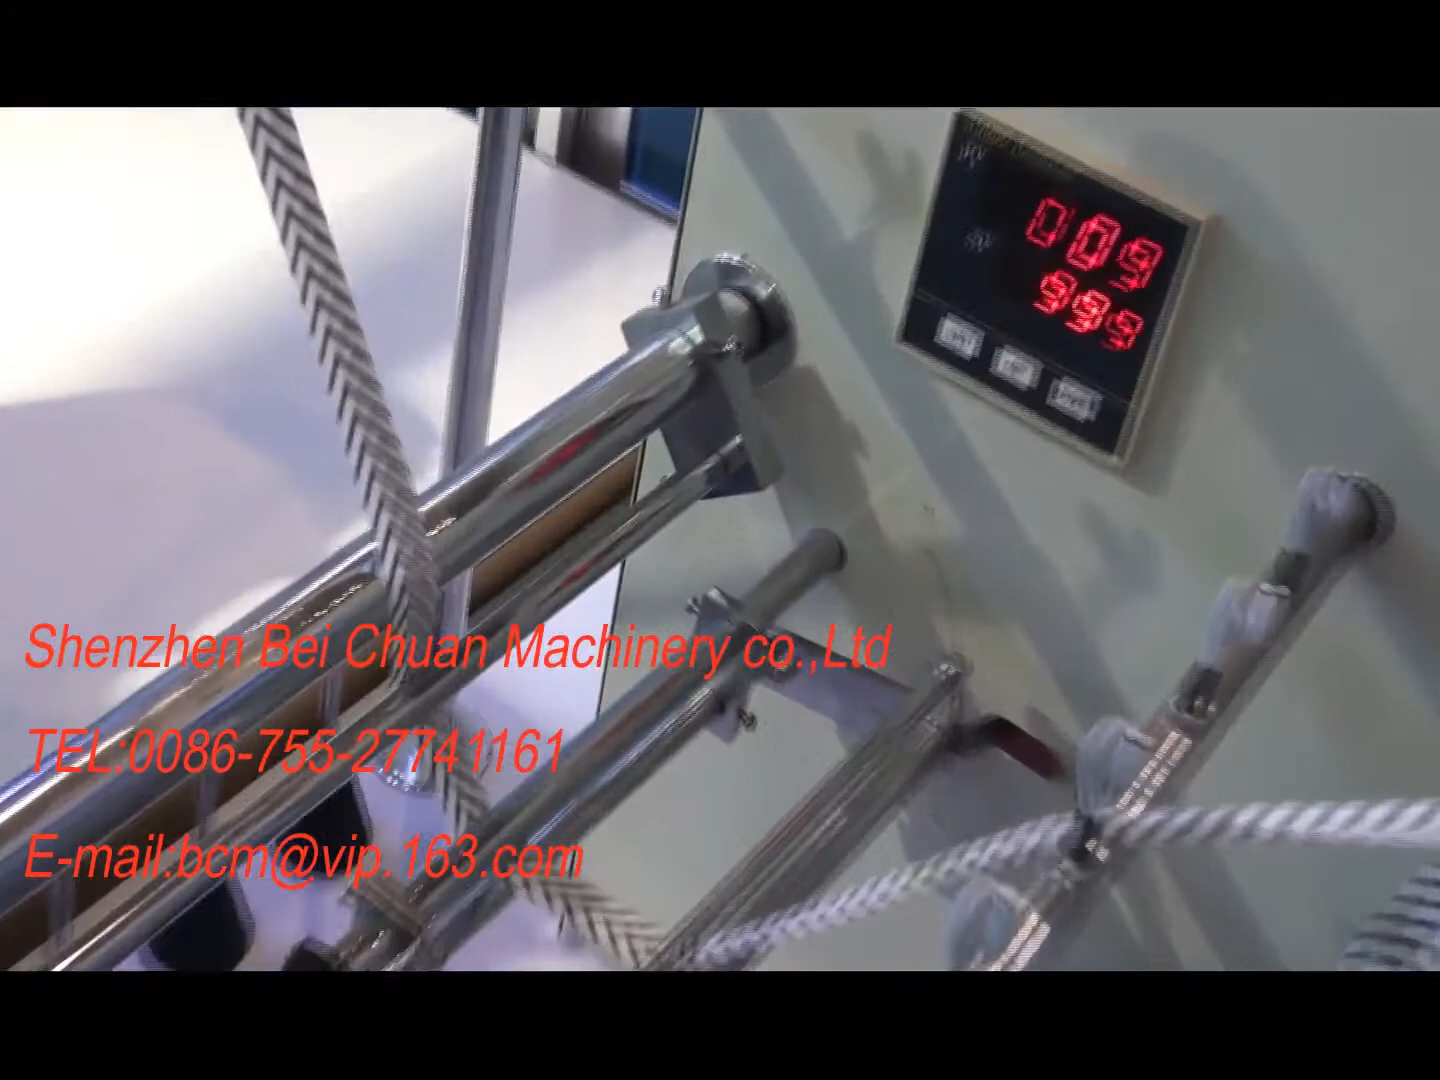 009
999
Shenzhen Bei Chuan Machinery co.,Ltd
TEL:0086-755-27741161
E-mail:bcm@vip.163.com